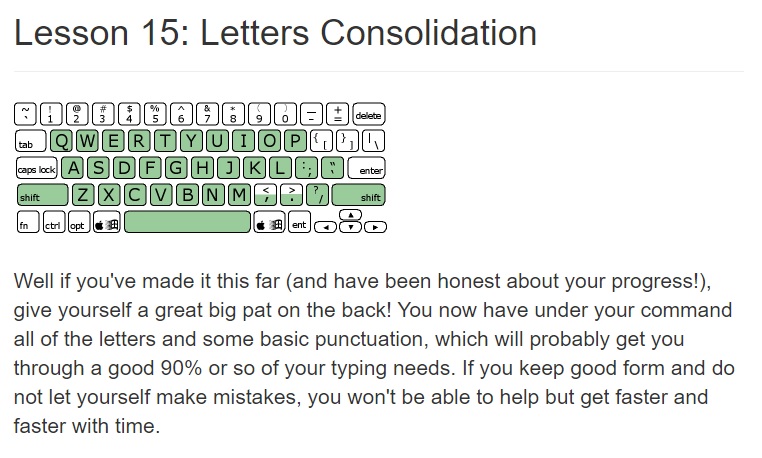 Lesson 15: Letters Consolidation
~ ` ! 1 @ 2 # 3 $ 4 % 5 ^ 6 & 7 * 8 ( 9 ) 0 _ - + = delete
tab Q W E R T Y U I O P { [ } ] | \
caps lock A S D F G H J K L : ; enter
shift Z X C V B N M < , > . ? / shift
fn ctrl opt ent
Well if you've made it this far (and have been honest about your progress!),
give yourself a great big pat on the back! You now have under your command
all of the letters and some basic punctuation, which will probably get you
through a good 90% or so of your typing needs. If you keep good form and do
not let yourself make mistakes, you won't be able to help but get faster and
faster with time.